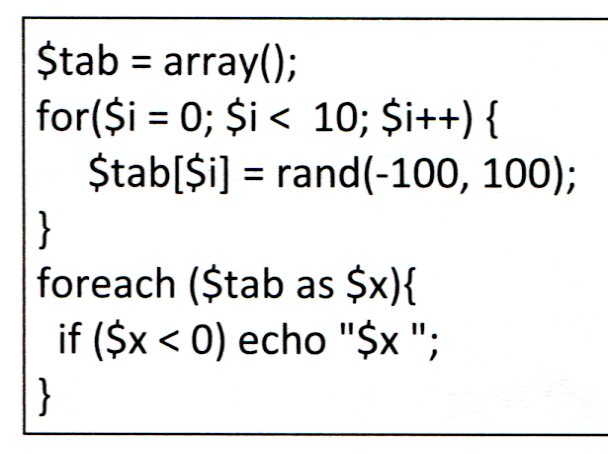 $tab = array();
for($i = 0; $i <  10; $i++) {
    $tab[$i] = rand(-100, 100);
}
foreach ($tab as $x){
  if ($x < 0) echo "$x ";
}